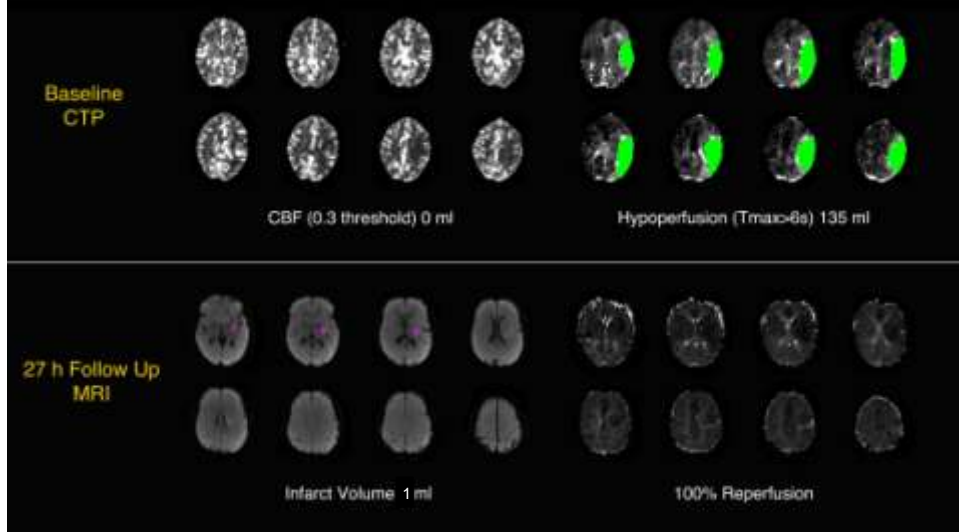 Baseline
CTP
CBF (0.3 threshold) 0 ml
Hypoperfusion (Tmax>6s) 135 ml
27 h Follow Up
MRI
Infarct Volume 1 ml
100% Reperfusion